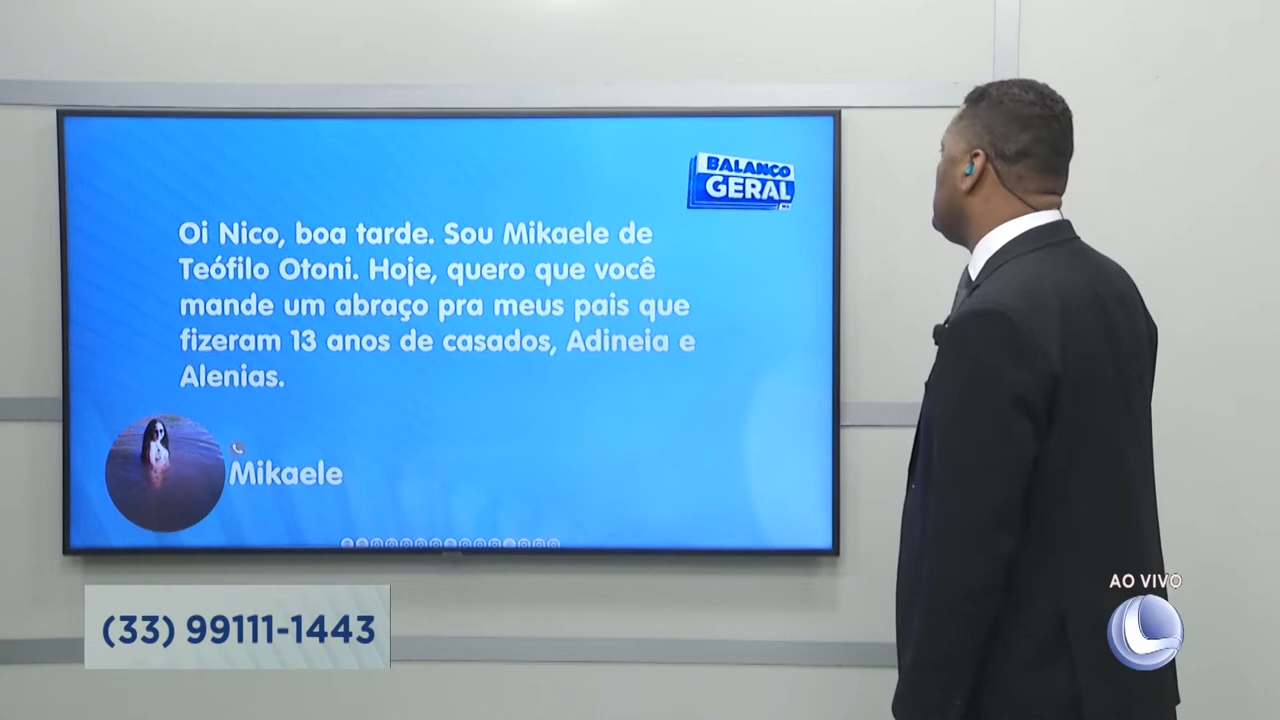 BALANÇO
GERAL
MG
Oi Nico, boa tarde. Sou Mikaele de
Teófilo Otoni. Hoje, quero que você
mande um abraço pra meus pais que
fizeram 13 anos de casados, Adineia e
Alenias.
Mikaele
(33) 99111-1443
AO VIVO